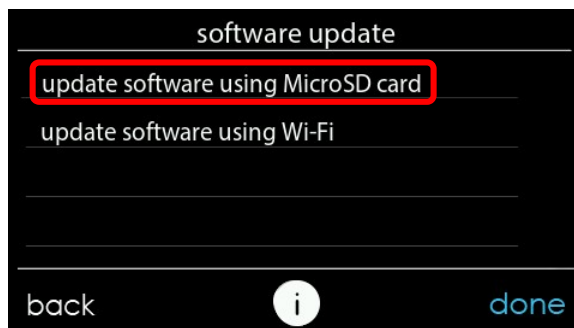 software update
update software using MicroSD card
update software using Wi-Fi
back i done